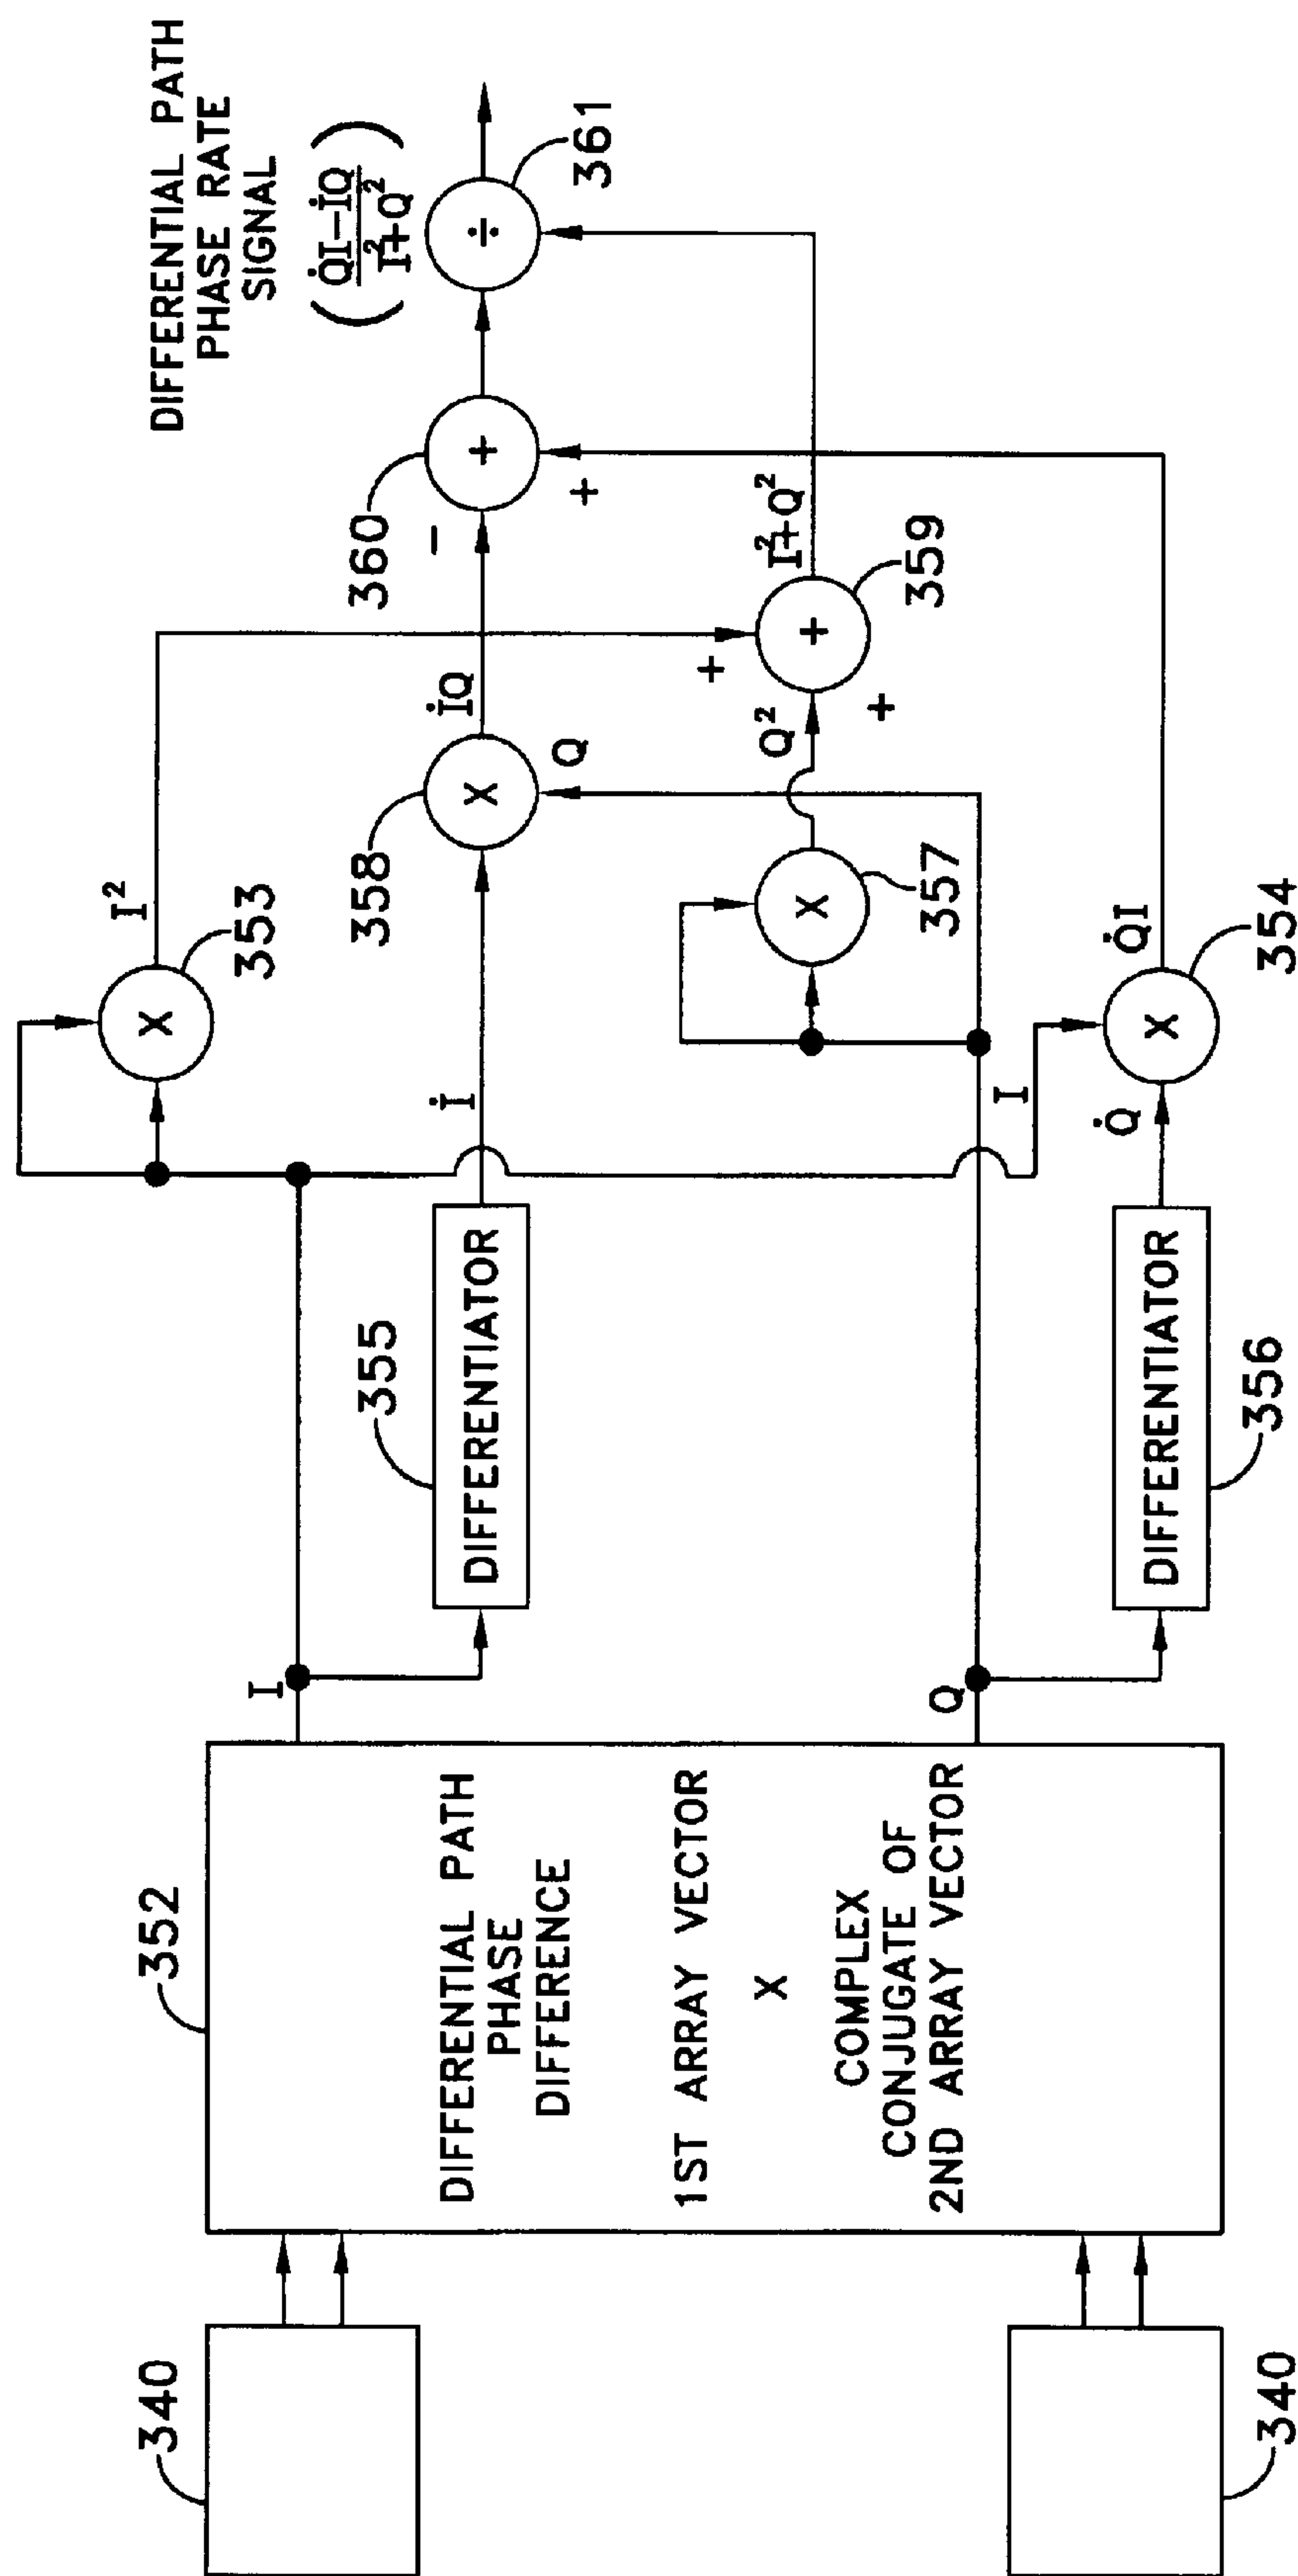 340
340
352
DIFFERENTIAL PATH
PHASE
DIFFERENCE
1ST ARRAY VECTOR
X
COMPLEX
CONJUGATE OF
2ND ARRAY VECTOR
I
Q
355
DIFFERENTIATOR
356
DIFFERENTIATOR
İ
I
Q̇
X
353
I²
X
354
Q̇I
X
357
358
X
Q
İQ
Q²
+
+
+
359
I²+Q²
360
−
+
+
DIFFERENTIAL PATH
PHASE RATE
SIGNAL
(Q̇I−İQ
I²+Q²)
÷
361